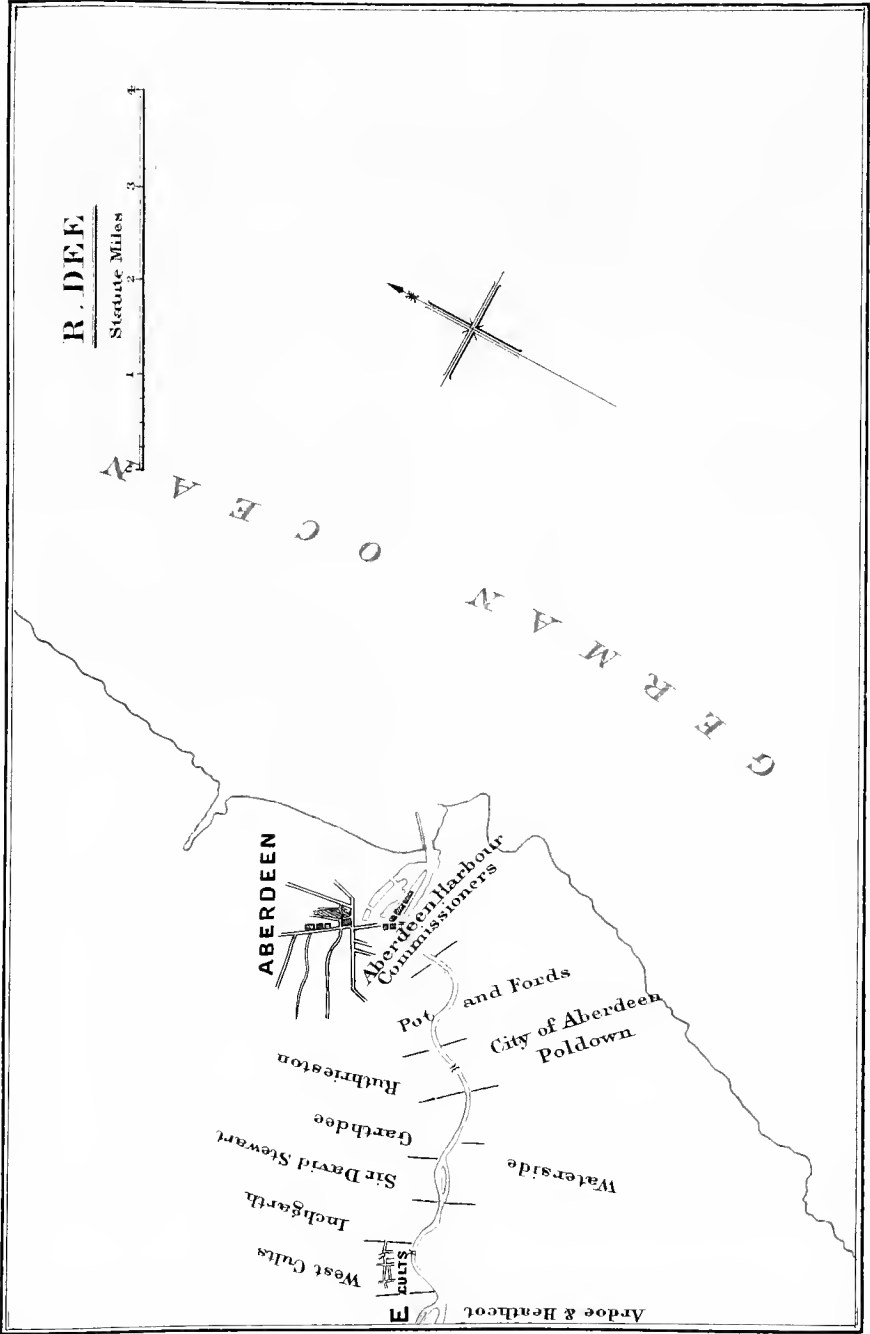 R. DEE
Statute Miles
0 1 2 3 4
GERMAN OCEAN
ABERDEEN
Aberdeen Harbour
Commissioners
Pot and Fords
City of Aberdeen
Poldown
Ruthrieston
Garthdee
Sir David Stewart
Waterside
Inchgarth
West Cults
CULTS
E
Ardoe & Heathcot